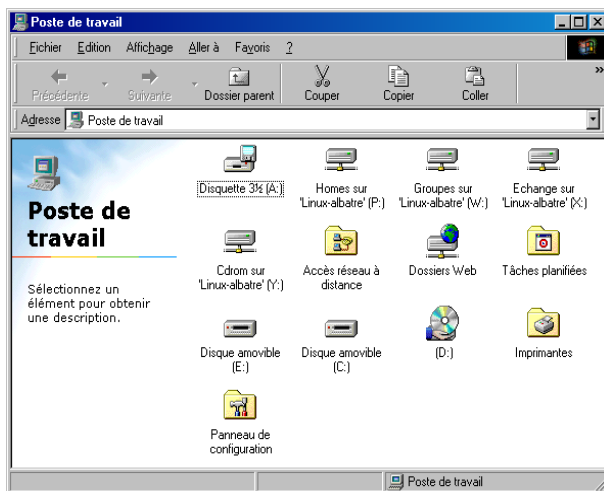 Poste de travail
Fichier Edition Affichage Aller à Favoris ?
Précédente Suivante Dossier parent Couper Copier Coller »
Adresse Poste de travail
Poste de
travail
Sélectionnez un
élément pour obtenir
une description.
Disquette 3½ (A:)
Homes sur
'Linux-albatre' (P:)
Groupes sur
'Linux-albatre' (W:)
Echange sur
'Linux-albatre' (X:)
Cdrom sur
'Linux-albatre' (Y:)
Accès réseau à
distance
Dossiers Web
Tâches planifiées
Disque amovible
(E:)
Disque amovible
(C:)
(D:)
Imprimantes
Panneau de
configuration
Poste de travail